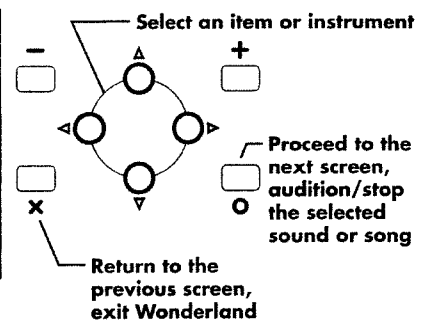 Select an item or instrument
− +
Proceed to the
next screen,
audition/stop
the selected
sound or song
× O
Return to the
previous screen,
exit Wonderland